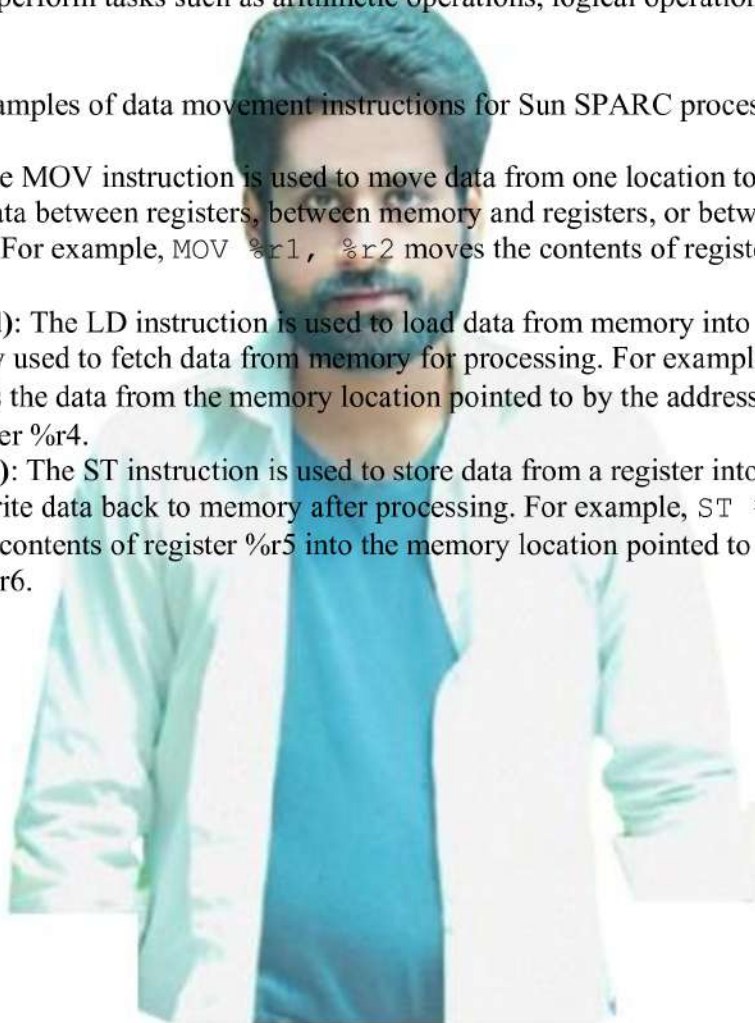 perform tasks such as arithmetic operations, logical operation
amples of data movement instructions for Sun SPARC proces
e MOV instruction is used to move data from one location to
ata between registers, between memory and registers, or betw
For example, MOV %r1, %r2 moves the contents of registe
): The LD instruction is used to load data from memory into
y used to fetch data from memory for processing. For exampl
s the data from the memory location pointed to by the address
er %r4.
): The ST instruction is used to store data from a register into
rite data back to memory after processing. For example, ST
contents of register %r5 into the memory location pointed to
r6.